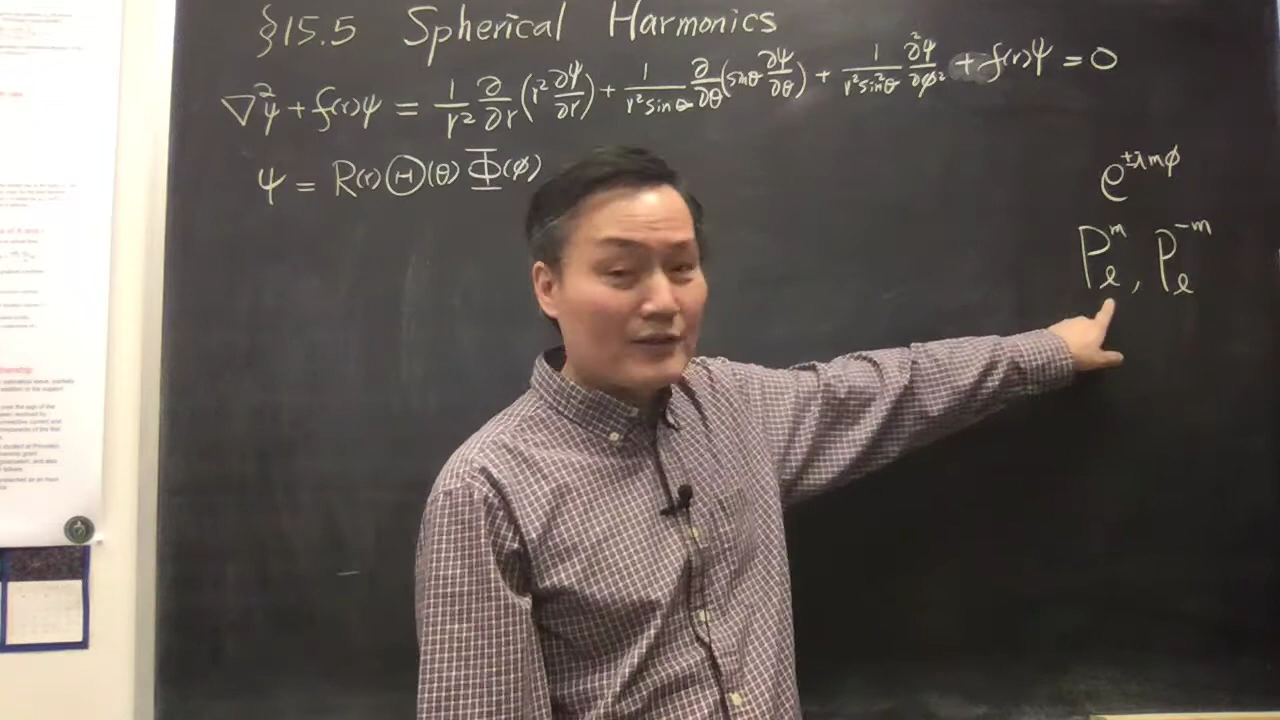 §15.5 Spherical Harmonics
∇²ψ + f(r)ψ = 1/r² ∂/∂r (r² ∂ψ/∂r) + 1/(r² sinθ) ∂/∂θ (sinθ ∂ψ/∂θ) + 1/(r² sin²θ) ∂²ψ/∂φ² + f(r)ψ = 0
ψ = R(r) Θ(θ) Φ(φ)
e^{±imφ}
P_ℓ^m, P_ℓ^{-m}